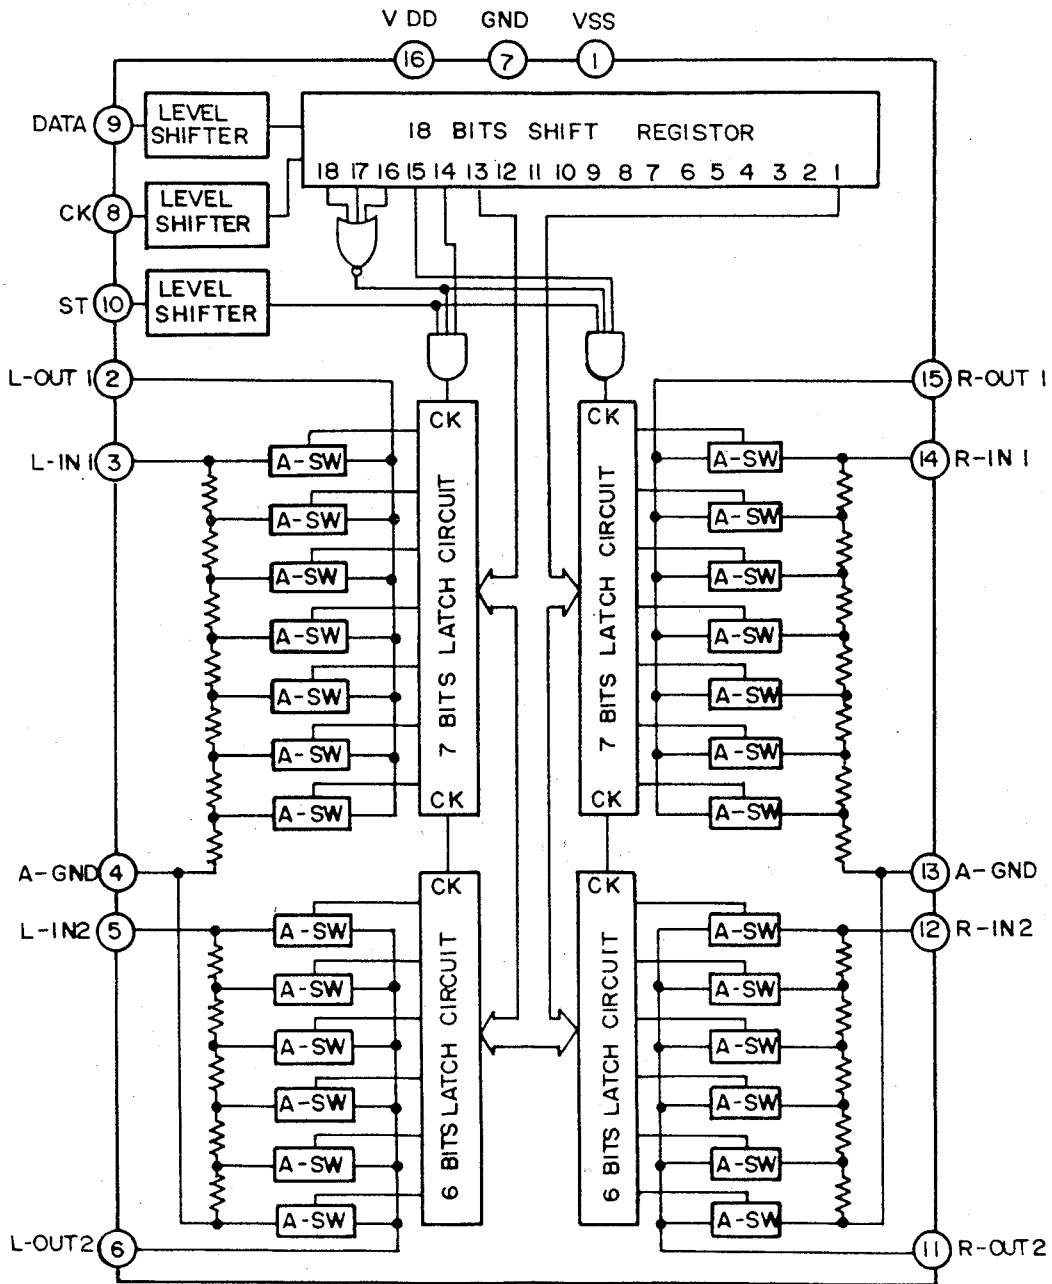 V DD GND VSS
16 7 1
DATA 9 LEVEL SHIFTER
18 BITS SHIFT REGISTOR
18 17 16 15 14 13 12 11 10 9 8 7 6 5 4 3 2 1
CK 8 LEVEL SHIFTER
ST 10 LEVEL SHIFTER
L-OUT 1 2
15 R-OUT 1
CK
CK
L-IN 1 3
A-SW
A-SW
14 R-IN 1
A-SW
A-SW
A-SW
A-SW
A-SW
A-SW
A-SW
A-SW
A-SW
A-SW
A-SW
A-SW
7 BITS LATCH CIRCUIT
7 BITS LATCH CIRCUIT
CK
CK
A-GND 4
13 A-GND
CK
CK
L-IN2 5
A-SW
A-SW
12 R-IN2
A-SW
A-SW
A-SW
A-SW
A-SW
A-SW
A-SW
A-SW
A-SW
A-SW
6 BITS LATCH CIRCUIT
6 BITS LATCH CIRCUIT
L-OUT2 6
11 R-OUT2